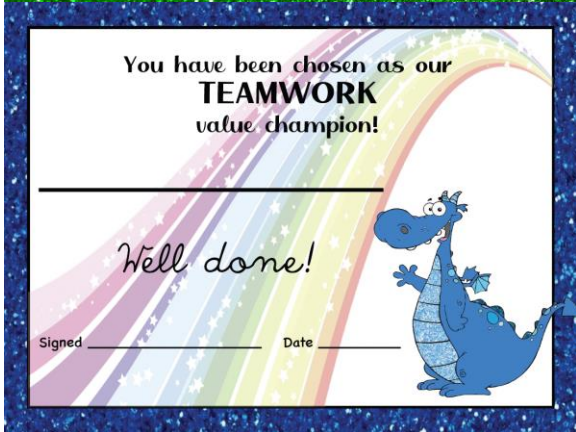 You have been chosen as our
TEAMWORK
value champion!
Well done!
Signed Date